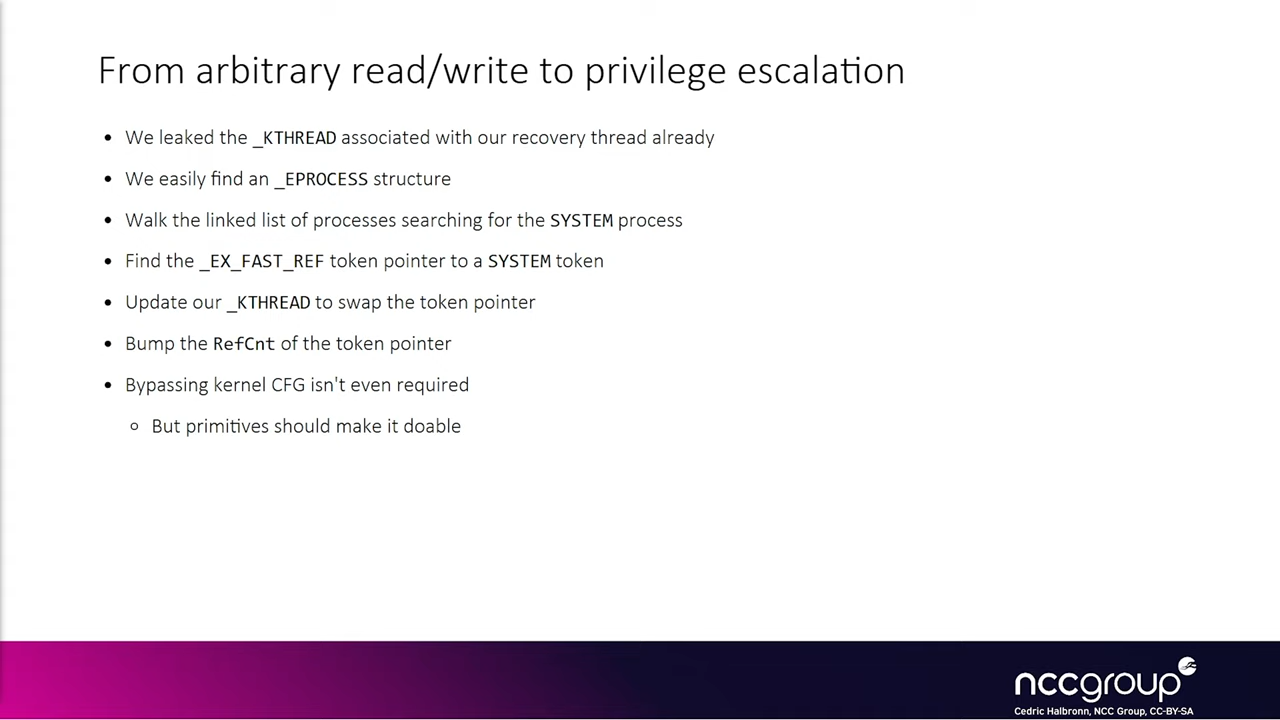 From arbitrary read/write to privilege escalation
• We leaked the _KTHREAD associated with our recovery thread already
• We easily find an _EPROCESS structure
• Walk the linked list of processes searching for the SYSTEM process
• Find the _EX_FAST_REF token pointer to a SYSTEM token
• Update our _KTHREAD to swap the token pointer
• Bump the RefCnt of the token pointer
• Bypassing kernel CFG isn't even required
○ But primitives should make it doable
nccgroup
Cedric Halbronn, NCC Group, CC-BY-SA